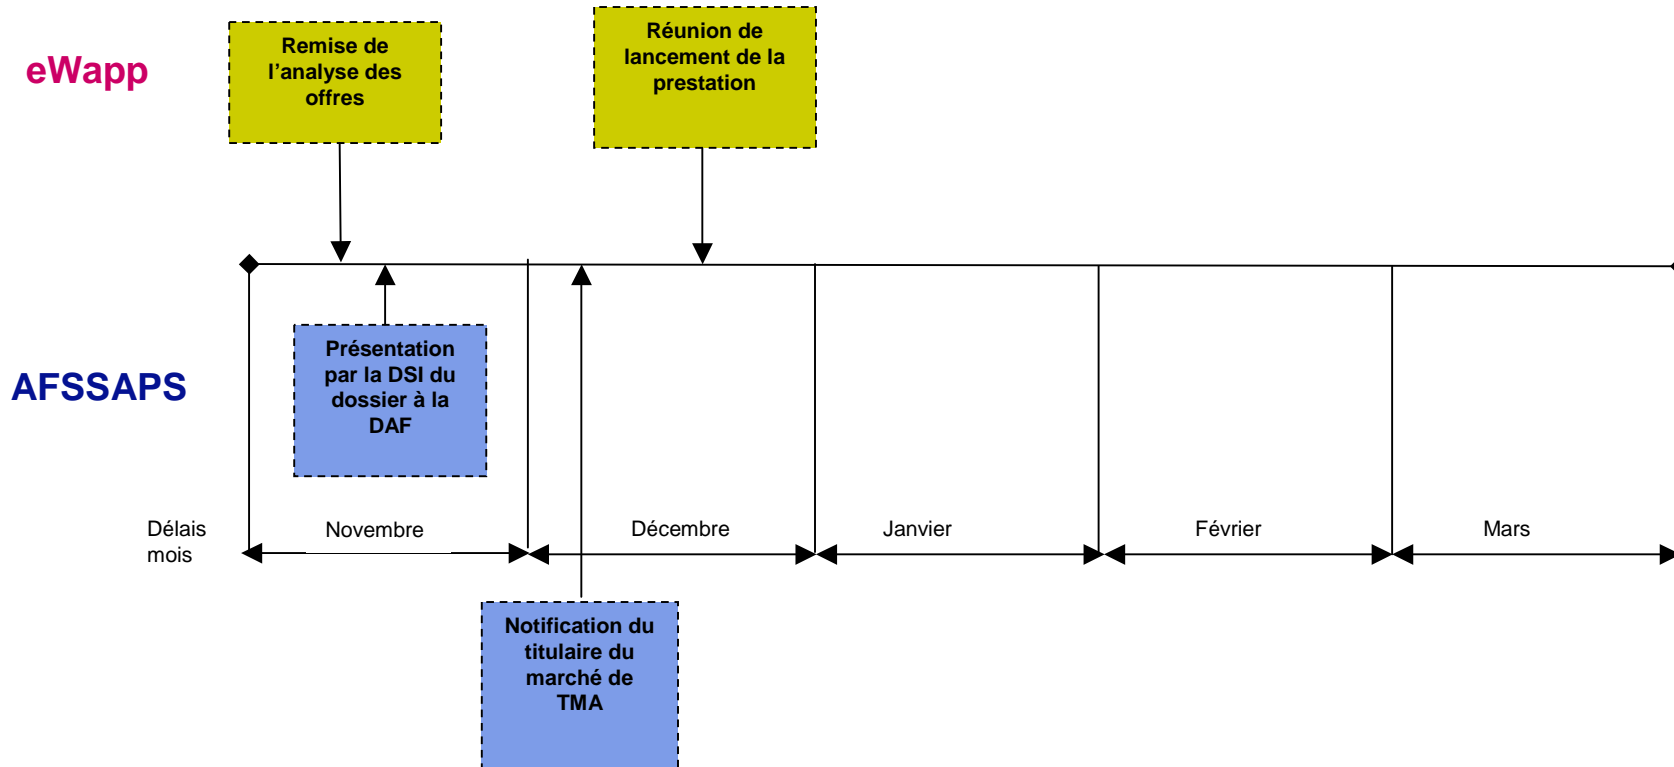 eWapp
Remise de
l’analyse des
offres
Réunion de
lancement de la
prestation
AFSSAPS
Présentation
par la DSI du
dossier à la
DAF
Délais
mois
Novembre
Décembre
Janvier
Février
Mars
Notification du
titulaire du
marché de
TMA